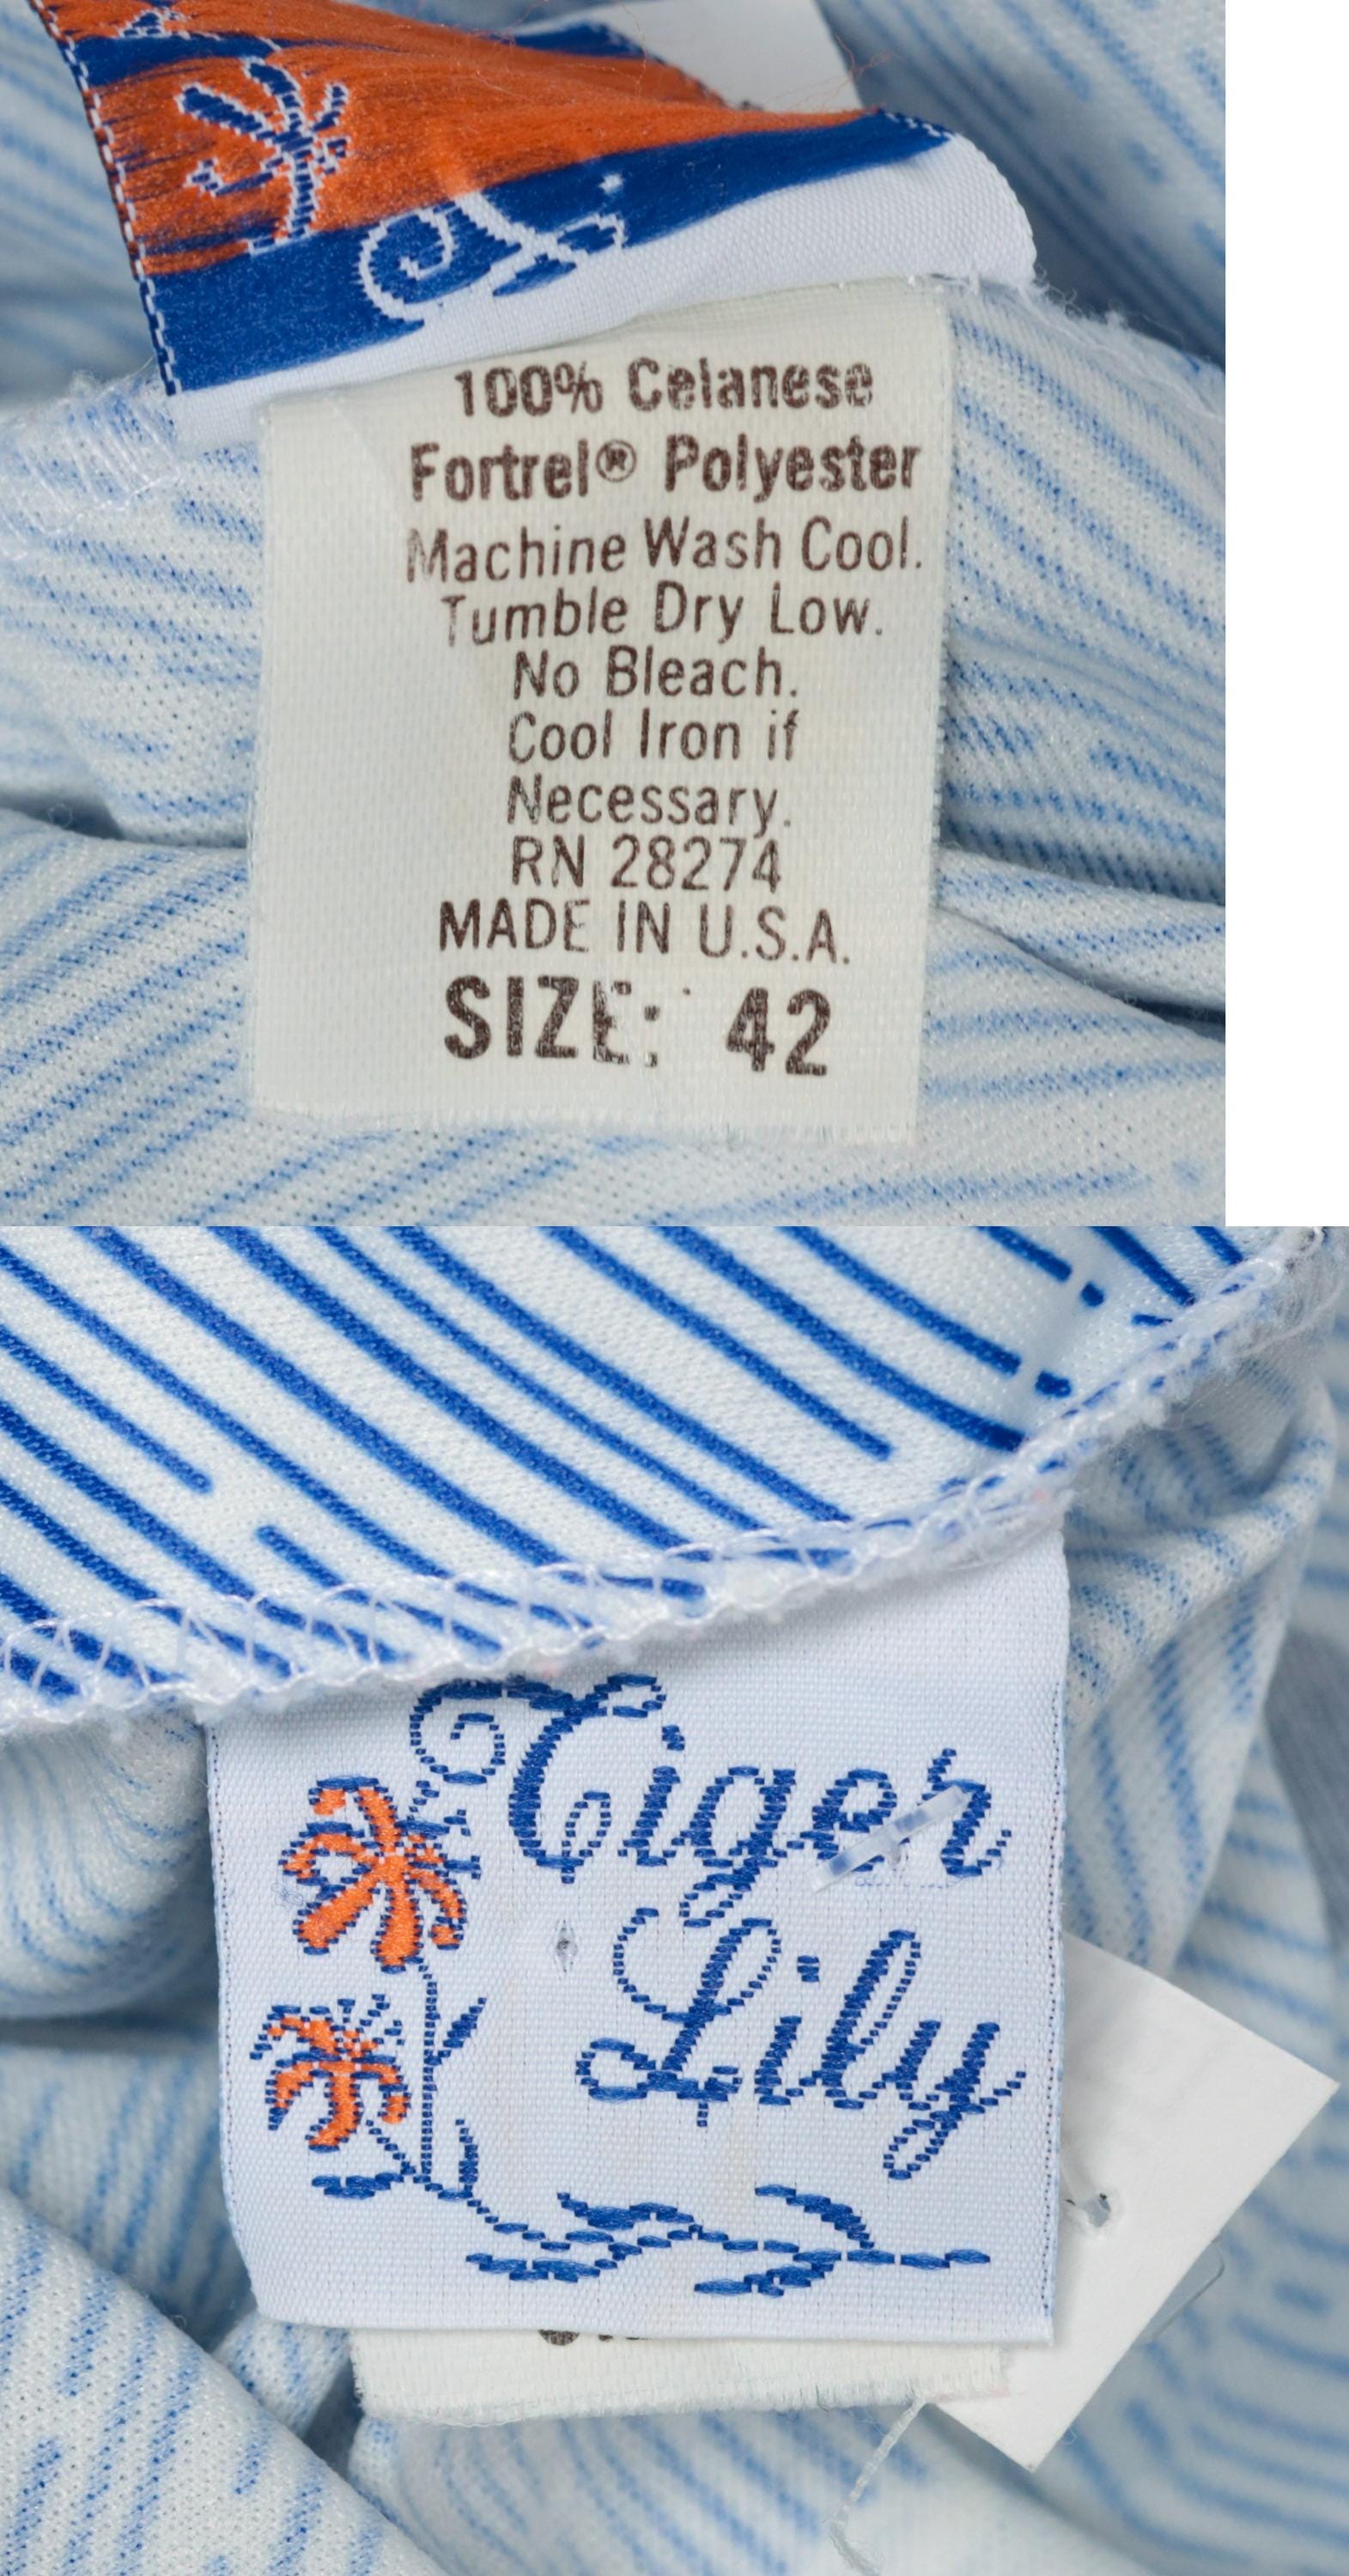 100% Celanese
Fortrel® Polyester
Machine Wash Cool.
Tumble Dry Low.
No Bleach.
Cool Iron if
Necessary.
RN 28274
MADE IN U.S.A.
SIZE: 42
Tiger
Lily